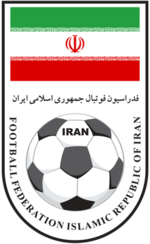 فدراسیون فوتبال جمهوری اسلامی ایران
IRAN
FOOTBALL FEDERATION ISLAMIC REPUBLIC OF IRAN